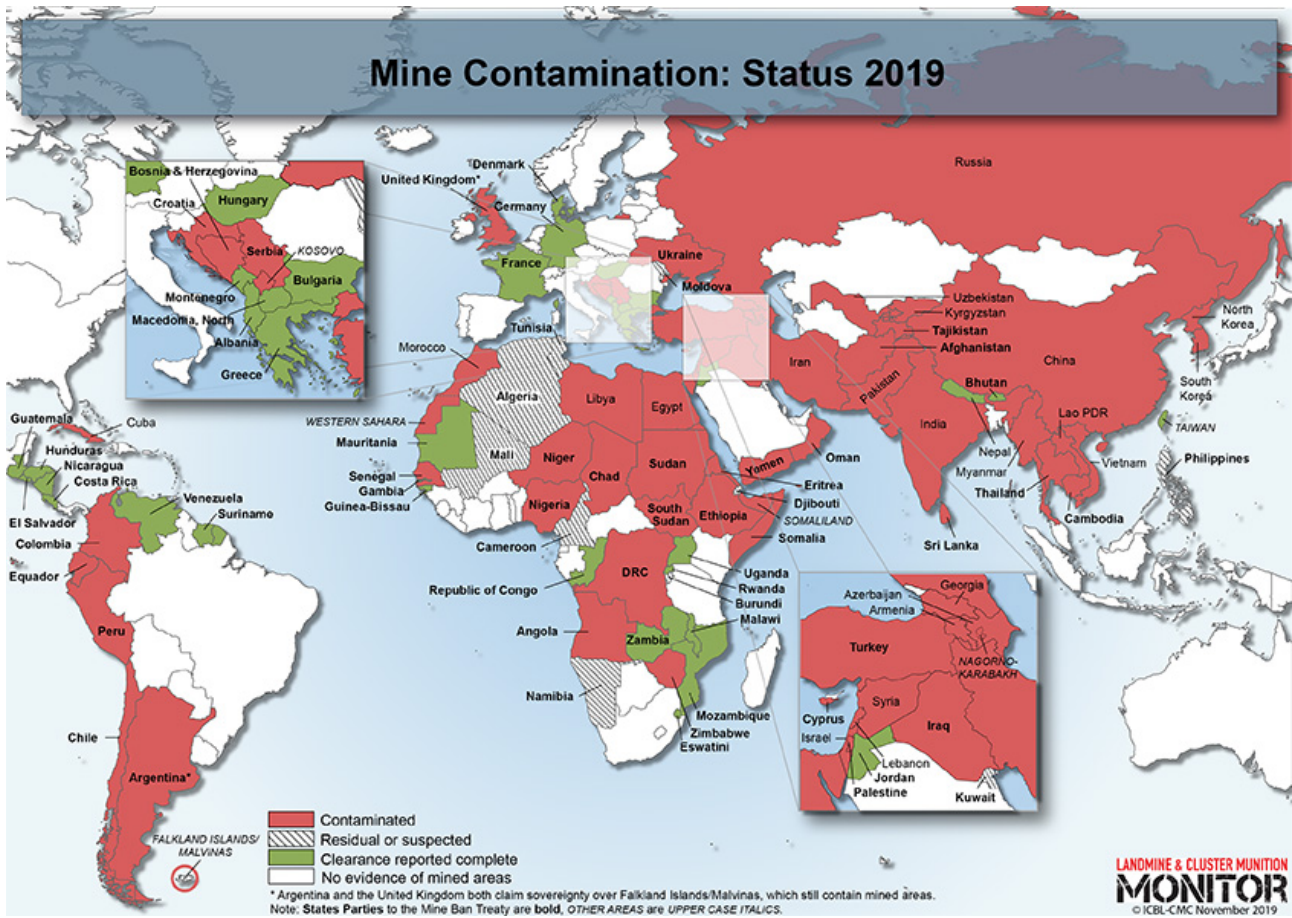 Mine Contamination: Status 2019
Bosnia & Herzegovina
Croatia
Hungary
Serbia
KOSOVO
Bulgaria
Montenegro
Macedonia, North
Albania
Greece
Denmark
United Kingdom*
Germany
France
Ukraine
Moldova
Russia
Tunisia
Morocco
Algeria
Libya
Egypt
WESTERN SAHARA
Mauritania
Mali
Niger
Chad
Sudan
Senegal
Gambia
Guinea-Bissau
Nigeria
South
Sudan
Ethiopia
Yomen
Oman
Eritrea
Djibouti
SOMALILAND
Somalia
Cameroon
Republic of Congo
DRC
Uganda
Rwanda
Burundi
Malawi
Angola
Zambia
Namibia
Mozambique
Zimbabwe
Eswatini
Iran
Pakistan
Uzbekistan
Kyrgyzstan
Tajikistan
Afghanistan
China
India
Bhutan
Nepal
Myanmar
Thailand
Lao PDR
Vietnam
Cambodia
Sri Lanka
TAIWAN
Philippines
North
Korea
South
Korea
Guatemala
Cuba
Hunduras
Nicaragua
Costa Rica
El Salvador
Venezuela
Suriname
Colombia
Equador
Peru
Chile
Argentina*
FALKLAND ISLANDS/
MALVINAS
Georgia
Azerbaijan
Armenia
NAGORNO-
KARABAKH
Turkey
Cyprus
Syria
Israel
Iraq
Lebanon
Jordan
Palestine
Kuwait
Contaminated
Residual or suspected
Clearance reported complete
No evidence of mined areas
* Argentina and the United Kingdom both claim sovereignty over Falkland Islands/Malvinas, which still contain mined areas.
Note: States Parties to the Mine Ban Treaty are bold, OTHER AREAS are UPPER CASE ITALICS.
LANDMINE & CLUSTER MUNITION
MONITOR
© ICBL-CMC November 2019